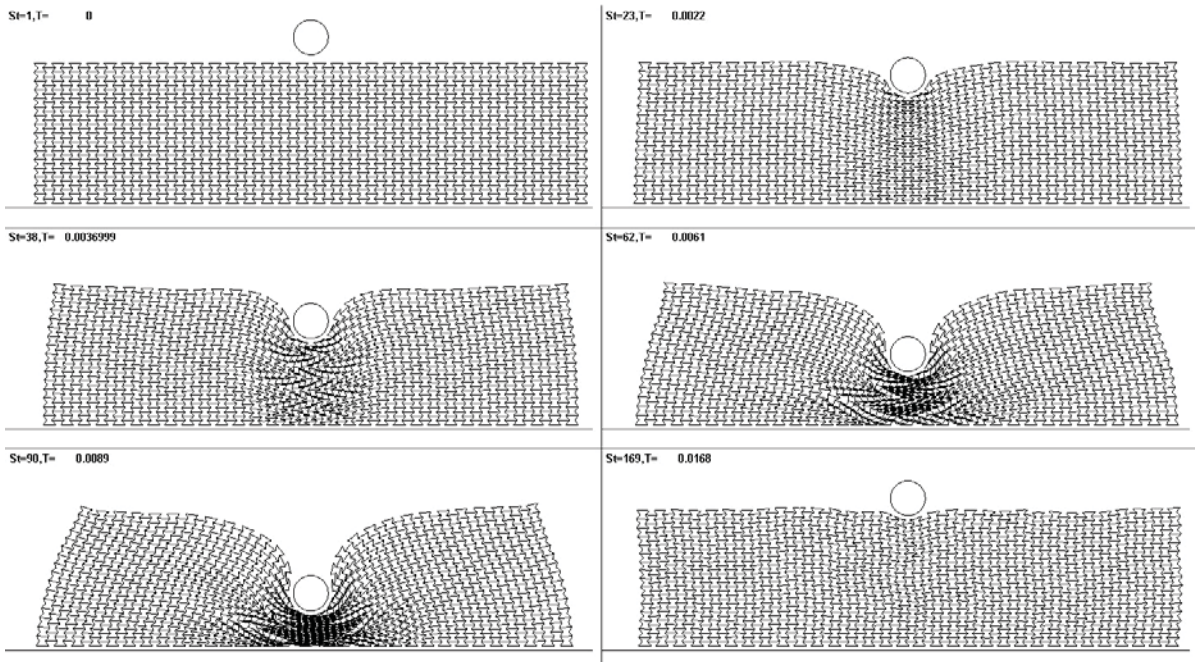 St=1,T= 0
St=23,T= 0.0022
St=38,T= 0.0036999
St=62,T= 0.0061
St=90,T= 0.0089
St=169,T= 0.0168